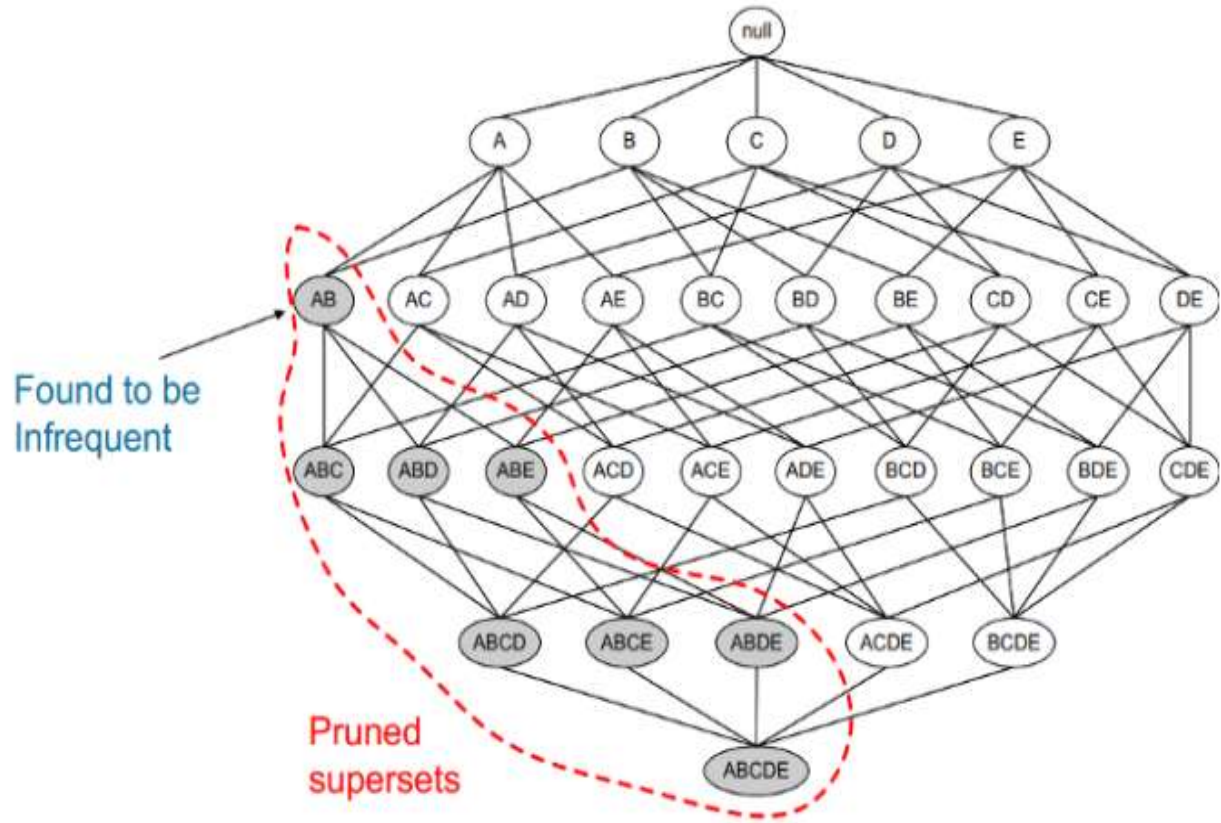 null
A
B
C
D
E
AB
AC
AD
AE
BC
BD
BE
CD
CE
DE
Found to be
Infrequent
ABC
ABD
ABE
ACD
ACE
ADE
BCD
BCE
BDE
CDE
ABCD
ABCE
ABDE
ACDE
BCDE
Pruned
supersets
ABCDE